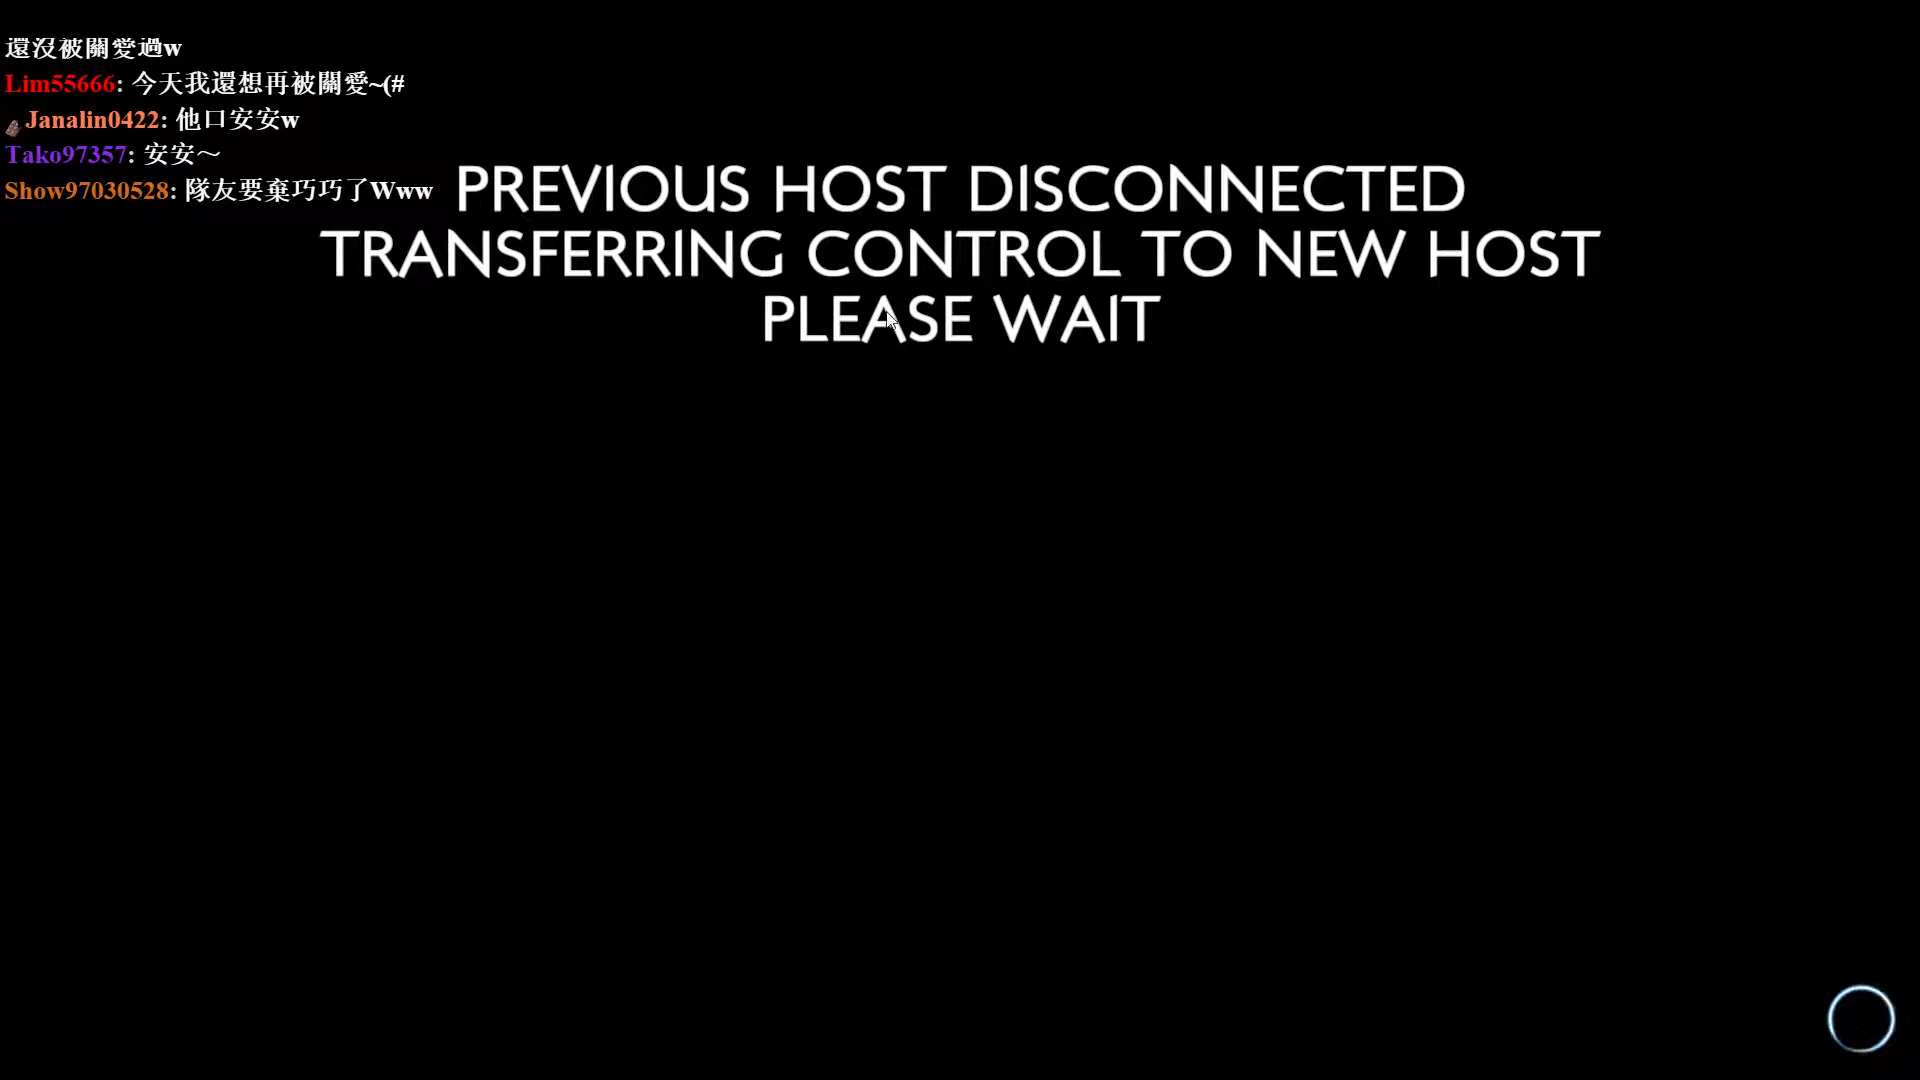 還沒被關愛過w
Lim55666: 今天我還想再被關愛~(#
Janalin0422: 他口安安w
Tako97357: 安安～
Show97030528: 隊友要棄巧巧了Www
PREVIOUS HOST DISCONNECTED
TRANSFERRING CONTROL TO NEW HOST
PLEASE WAIT